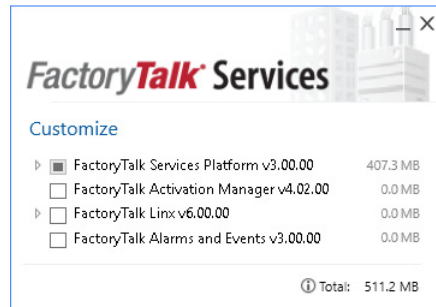 FactoryTalk Services
Customize
FactoryTalk Services Platform v3.00.00 407.3 MB
FactoryTalk Activation Manager v4.02.00 0.0 MB
FactoryTalk Linx v6.00.00 0.0 MB
FactoryTalk Alarms and Events v3.00.00 0.0 MB
Total: 511.2 MB